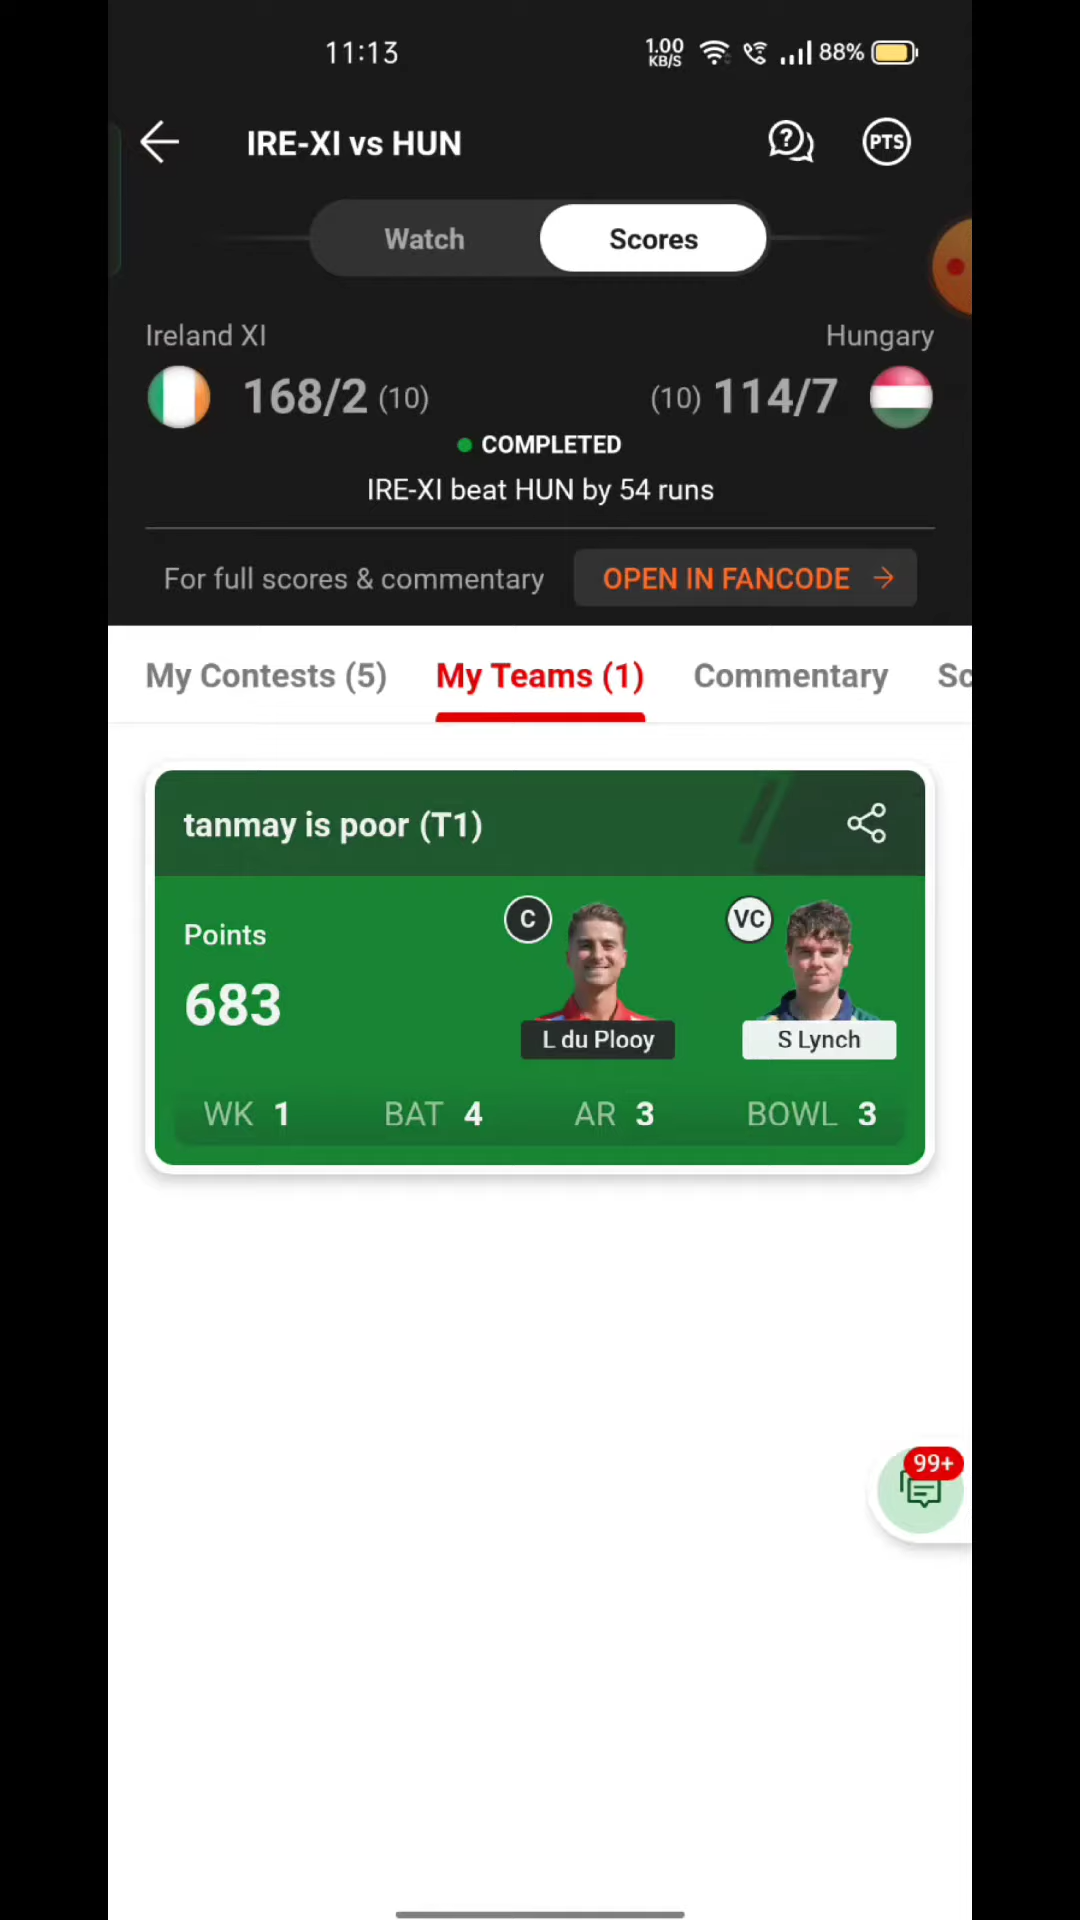 11:13
1.00 KB/S 88%
IRE-XI vs HUN
PTS
Watch
Scores
Ireland XI
Hungary
168/2 (10)
(10) 114/7
COMPLETED
IRE-XI beat HUN by 54 runs
For full scores & commentary
OPEN IN FANCODE
My Contests (5)
My Teams (1)
Commentary
Sc
tanmay is poor (T1)
Points
683
C
L du Plooy
VC
S Lynch
WK 1
BAT 4
AR 3
BOWL 3
99+